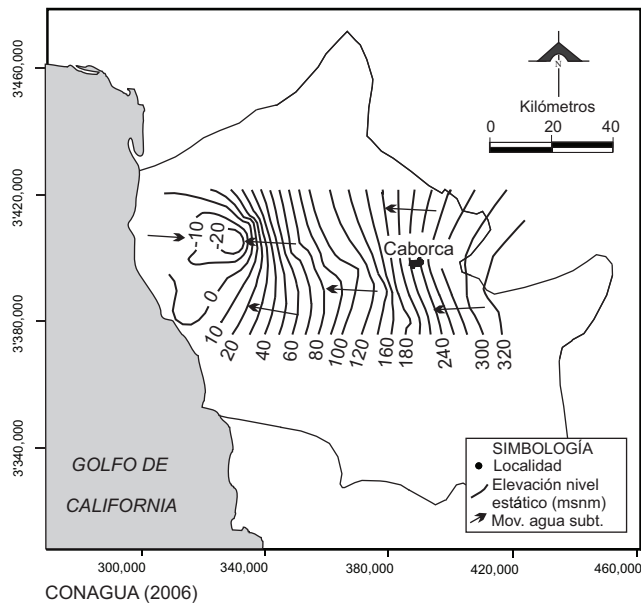 3'460,000
3'420,000
3'380,000
3'340,000
N
Kilómetros
0 20 40
Caborca
-10
-20
0
10
20
40
60
80
100
120
160
180
240
300
320
GOLFO DE
CALIFORNIA
SIMBOLOGÍA
Localidad
Elevación nivel
estático (msnm)
Mov. agua subt.
300,000 340,000 380,000 420,000 460,000
CONAGUA (2006)